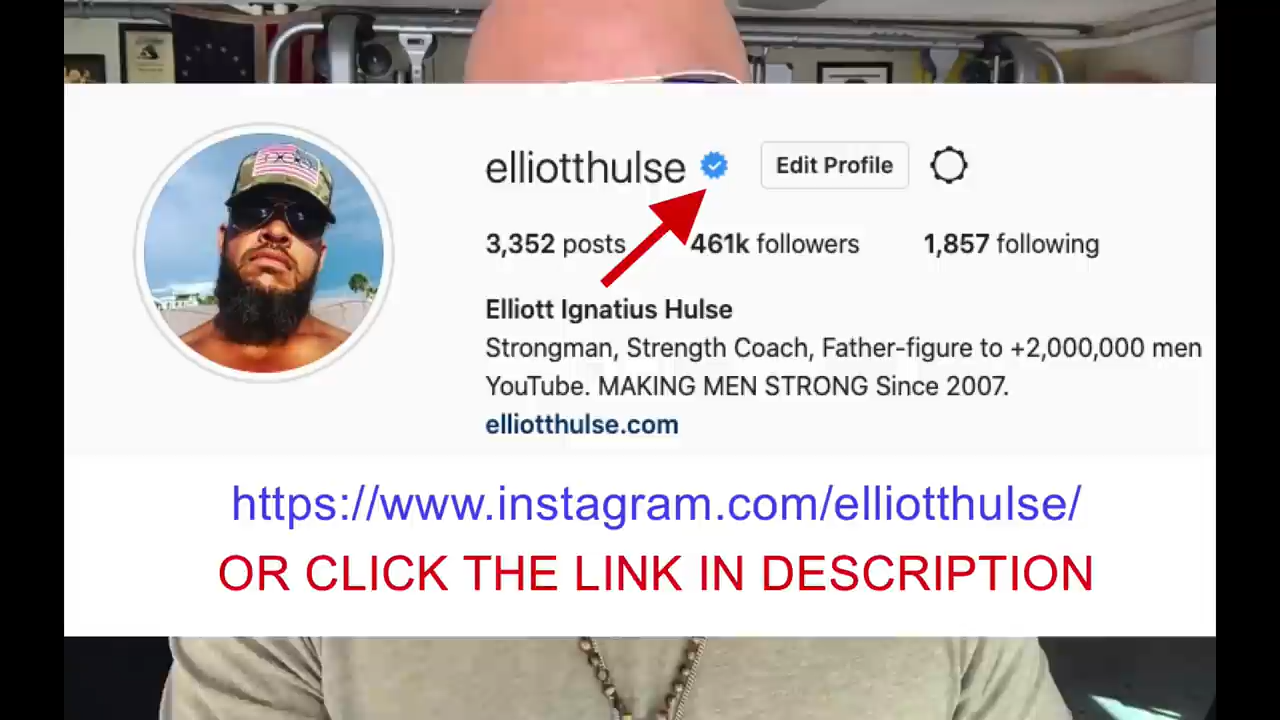 elliotthulse Edit Profile
3,352 posts 461k followers 1,857 following
Elliott Ignatius Hulse
Strongman, Strength Coach, Father-figure to +2,000,000 men
YouTube. MAKING MEN STRONG Since 2007.
elliotthulse.com
https://www.instagram.com/elliotthulse/
OR CLICK THE LINK IN DESCRIPTION